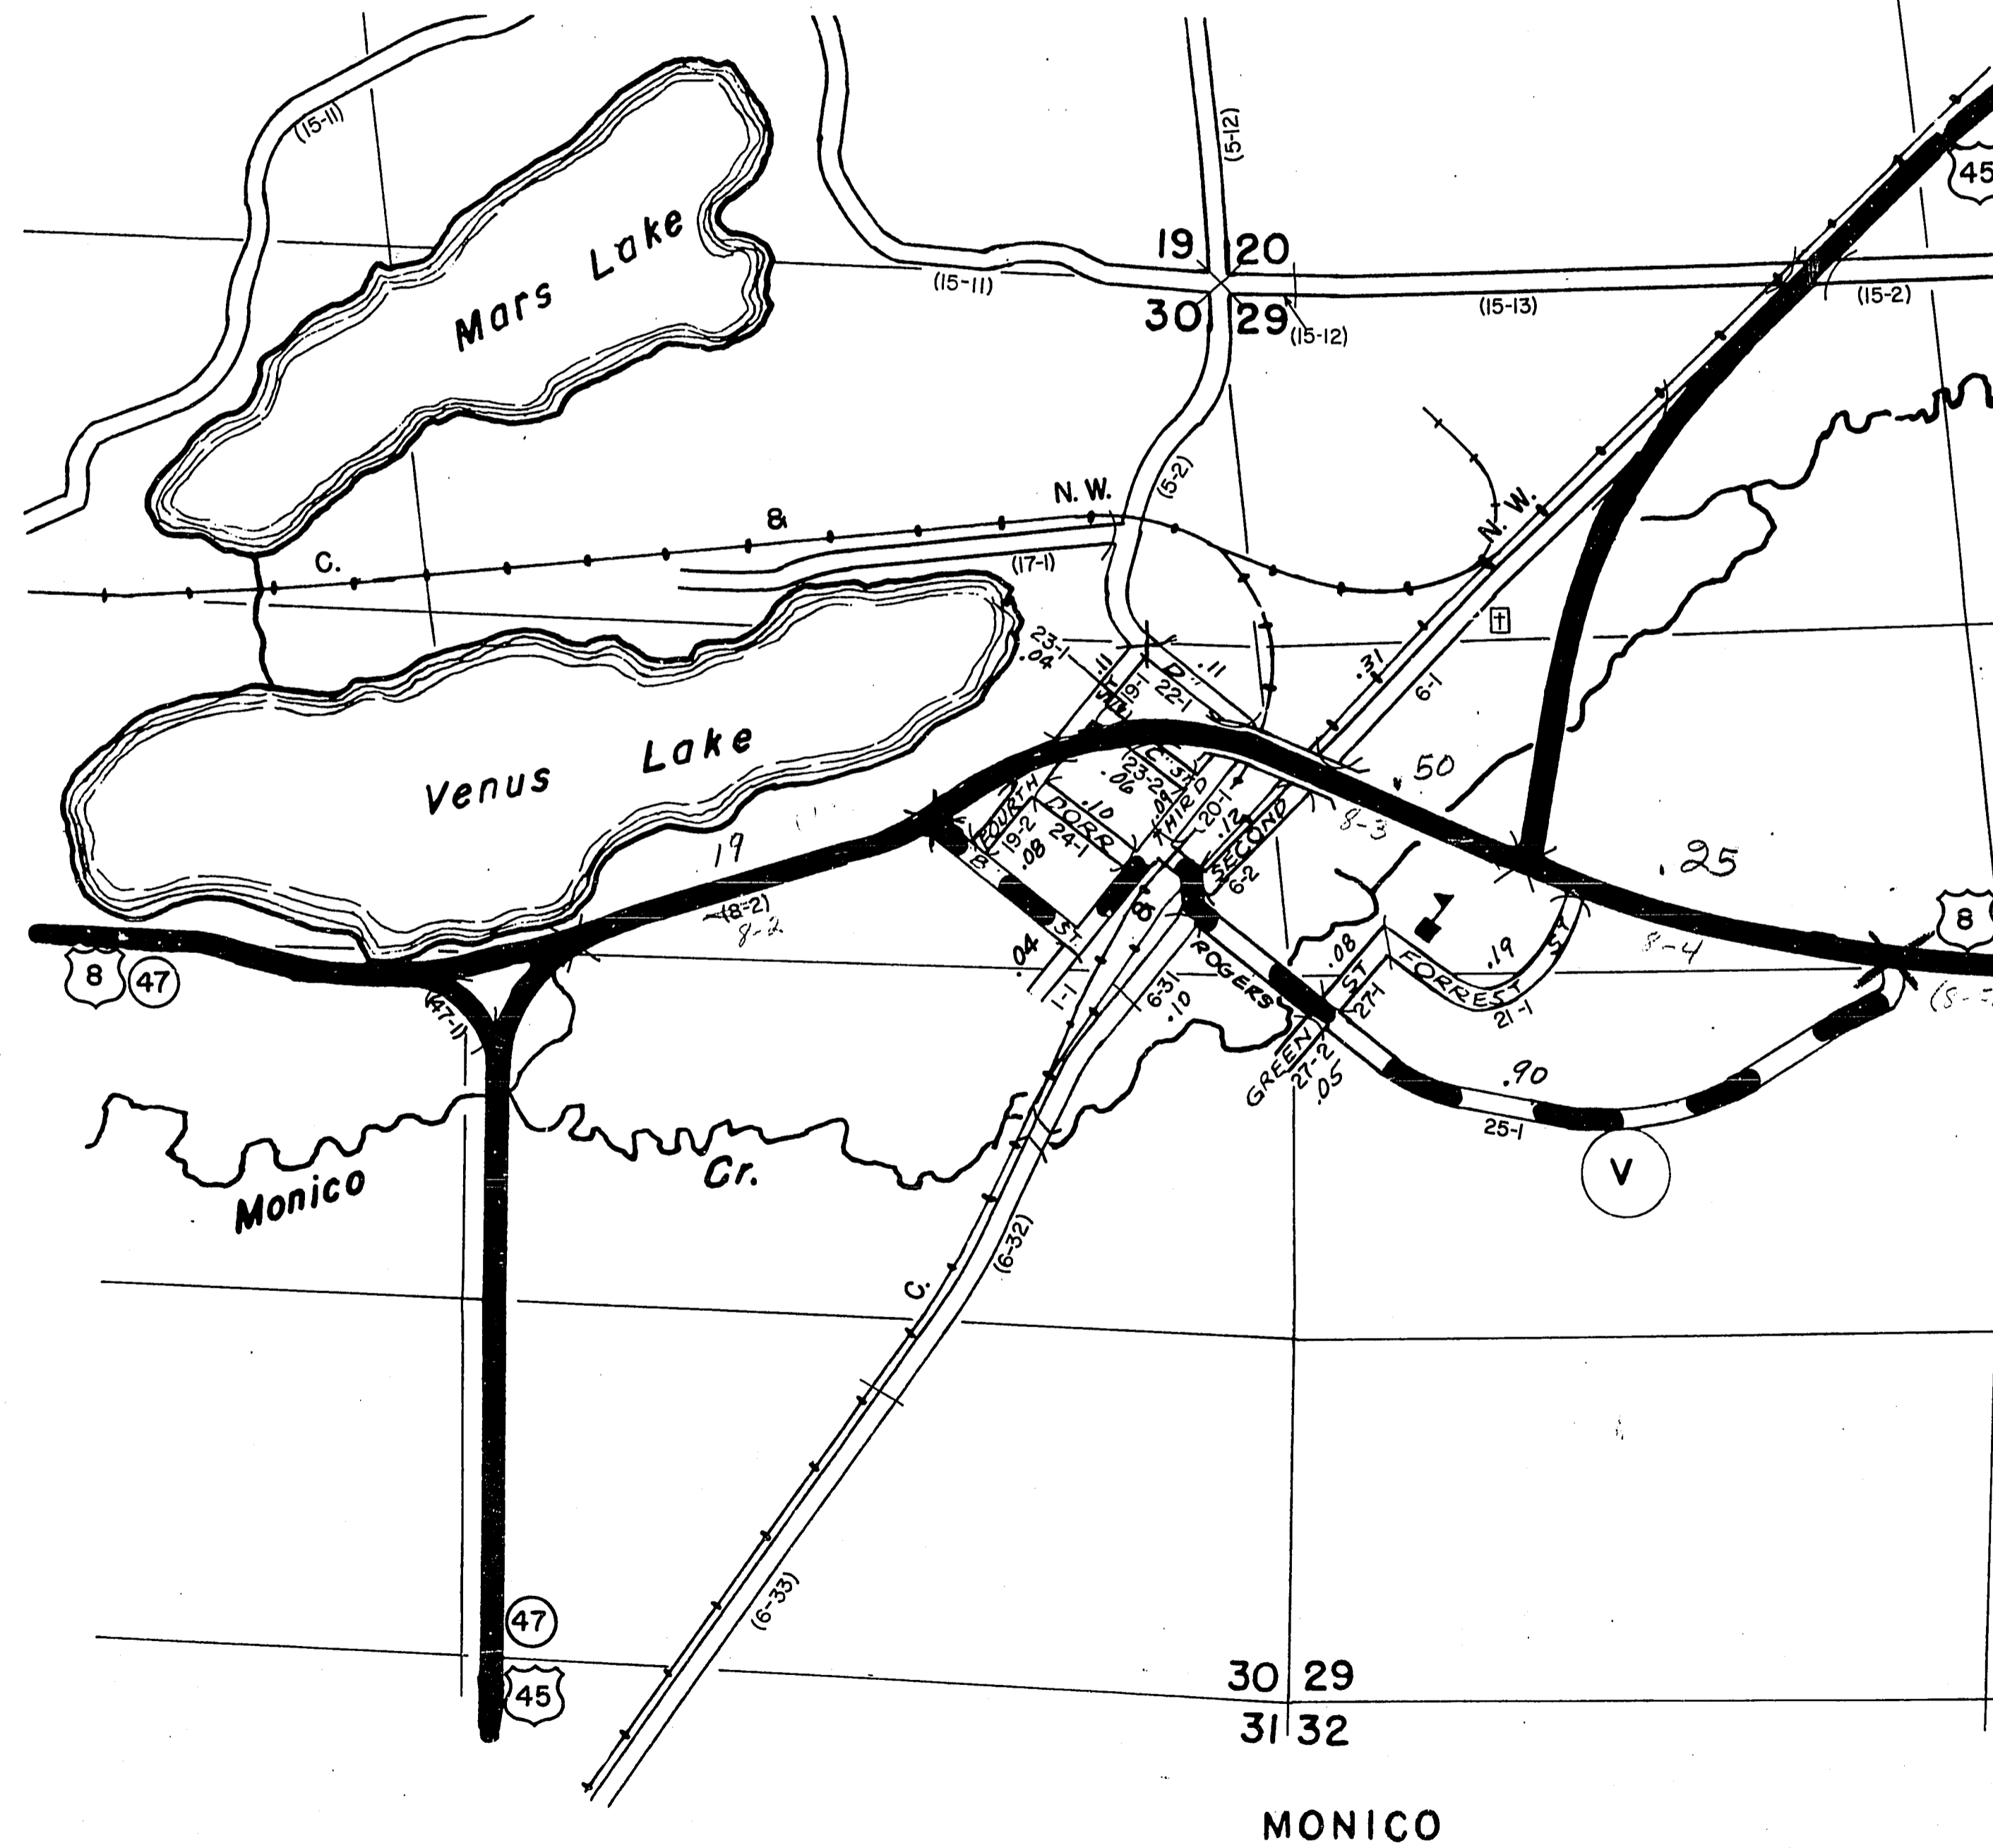 (15-11)
(5-12)
45
Mars Lake
19 20
30 29
(15-11)
(15-13)
(15-2)
(15-12)
(5-2)
N. W.
&
C.
(17-1)
N. W.
23-1
.04
.11
19-1
"D"
22-1
.11
.31
6-1
Venus Lake
19
(8-2)
8-2
"C" ST
23-2
.06
.09
THIRD
20-1
.12
SECOND
6-2
FOURTH
19-2
.08
.10
DORR
24-1
B ST.
.04
1-1
&
.50
8-3
.25
8-4
8
8 47
(47-1)
ROGERS
6-31
.10
.08
ST
27-1
GREEN
27-2
.05
FORREST ST
.19
21-1
.90
25-1
V
Monico Cr.
(6-32)
C.
(6-33)
47
45
30 29
31 32
MONICO